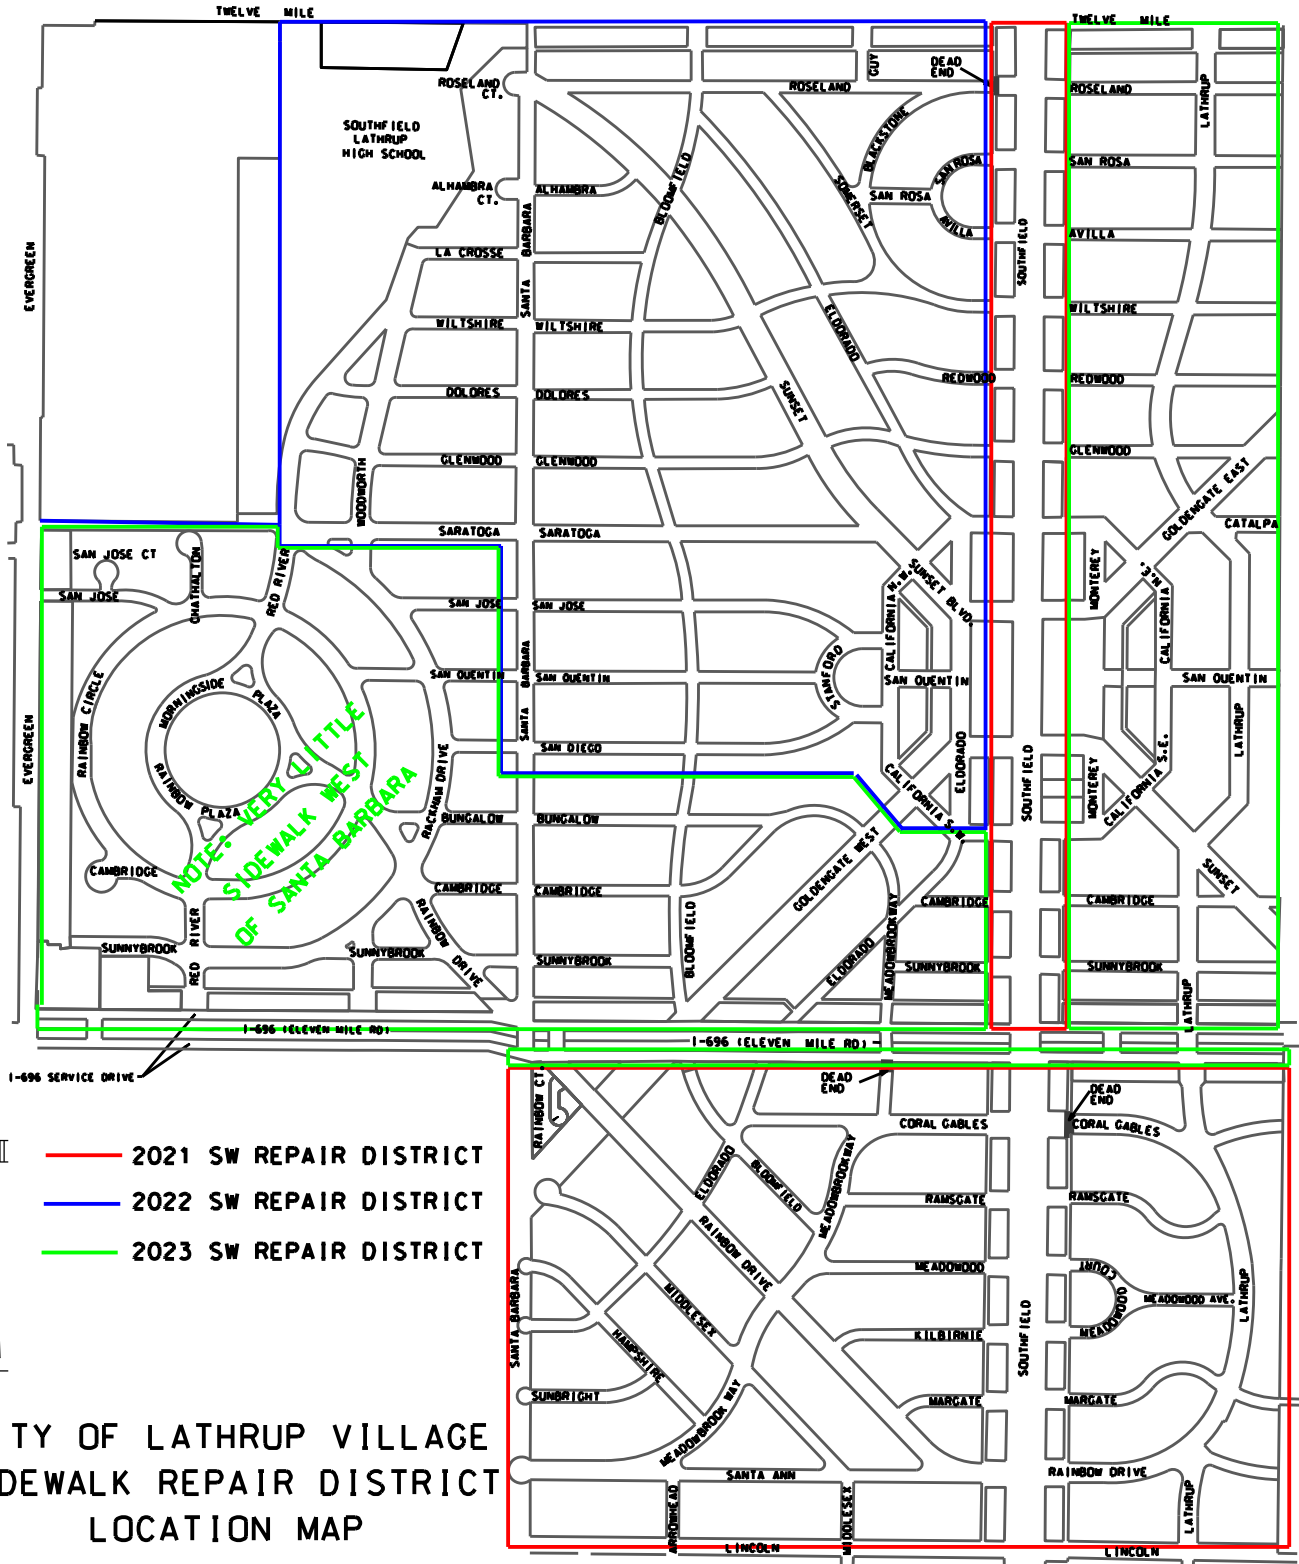 TWELVE MILE
TWELVE MILE
ROSELAND
CT.
ROSELAND
GUY
DEAD
END
ROSELAND
LATHRUP
SOUTHFIELD
LATHRUP
HIGH SCHOOL
BLACKSTONE
ALHAMBRA
CT.
ALHAMBRA
BLOOMFIELD
SOMERSET
SAN ROSA
SAN ROSA
SAN ROSA
AVILLA
AVILLA
EVERGREEN
SANTA BARBARA
LA CROSSE
SOUTHFIELD
WILTSHIRE
WILTSHIRE
WILTSHIRE
ELDORADO
DOLORES
DOLORES
SUNSET
REDWOOD
REDWOOD
GLENWOOD
GLENWOOD
GLENWOOD
WOODWORTH
GOLDENGATE EAST
CATALPA
SARATOGA
SARATOGA
SAN JOSE CT
SAN JOSE
CHATHALTON
RED RIVER
SAN JOSE
SAN JOSE
CALIFORNIA N.W.
SUNSET BLVD.
MONTEREY
CALIFORNIA N.E.
SAN QUENTIN
SAN QUENTIN
SAN QUENTIN
SAN QUENTIN
STANFORD
SANTA BARBARA
RAINBOW CIRCLE
MORNINGSIDE PLAZA
RAINBOW PLAZA
EVERGREEN
SAN DIEGO
ELDORADO
SOUTHFIELD
MONTEREY
CALIFORNIA S.E.
LATHRUP
CALIFORNIA S.W.
RACKHAM DRIVE
BUNGALOW
BUNGALOW
NOTE: VERY LITTLE
SIDEWALK WEST
OF SANTA BARBARA
CAMBRIDGE
CAMBRIDGE
CAMBRIDGE
GOLDENGATE WEST
CAMBRIDGE
CAMBRIDGE
SUNSET
RED RIVER
RAINBOW DRIVE
SUNNYBROOK
SUNNYBROOK
SUNNYBROOK
BLOOMFIELD
ELDORADO
MEADOWBROOKWAY
SUNNYBROOK
SUNNYBROOK
LATHRUP
I-696 (ELEVEN MILE RD)
I-696 (ELEVEN MILE RD)
I-696 SERVICE DRIVE
DEAD
END
DEAD
END
RAINBOW CT.
CORAL GABLES
CORAL GABLES
ELDORADO
BLOOMFIELD
MEADOWBROOKWAY
RAMSGATE
RAMSGATE
RAINBOW DRIVE
MEADOWOOD
MEADOWOOD COURT
MEADOWOOD AVE.
LATHRUP
SANTA BARBARA
MIDDLESEX
HAMPSHIRE
KILBIRNIE
SOUTHFIELD
SUNBRIGHT
MARGATE
MARGATE
MEADOWBROOK WAY
SANTA ANN
RAINBOW DRIVE
ARROWHEAD
MIDDLESEX
LATHRUP
LINCOLN
LINCOLN
2021 SW REPAIR DISTRICT
2022 SW REPAIR DISTRICT
2023 SW REPAIR DISTRICT
TY OF LATHRUP VILLAGE
DEWALK REPAIR DISTRICT
LOCATION MAP